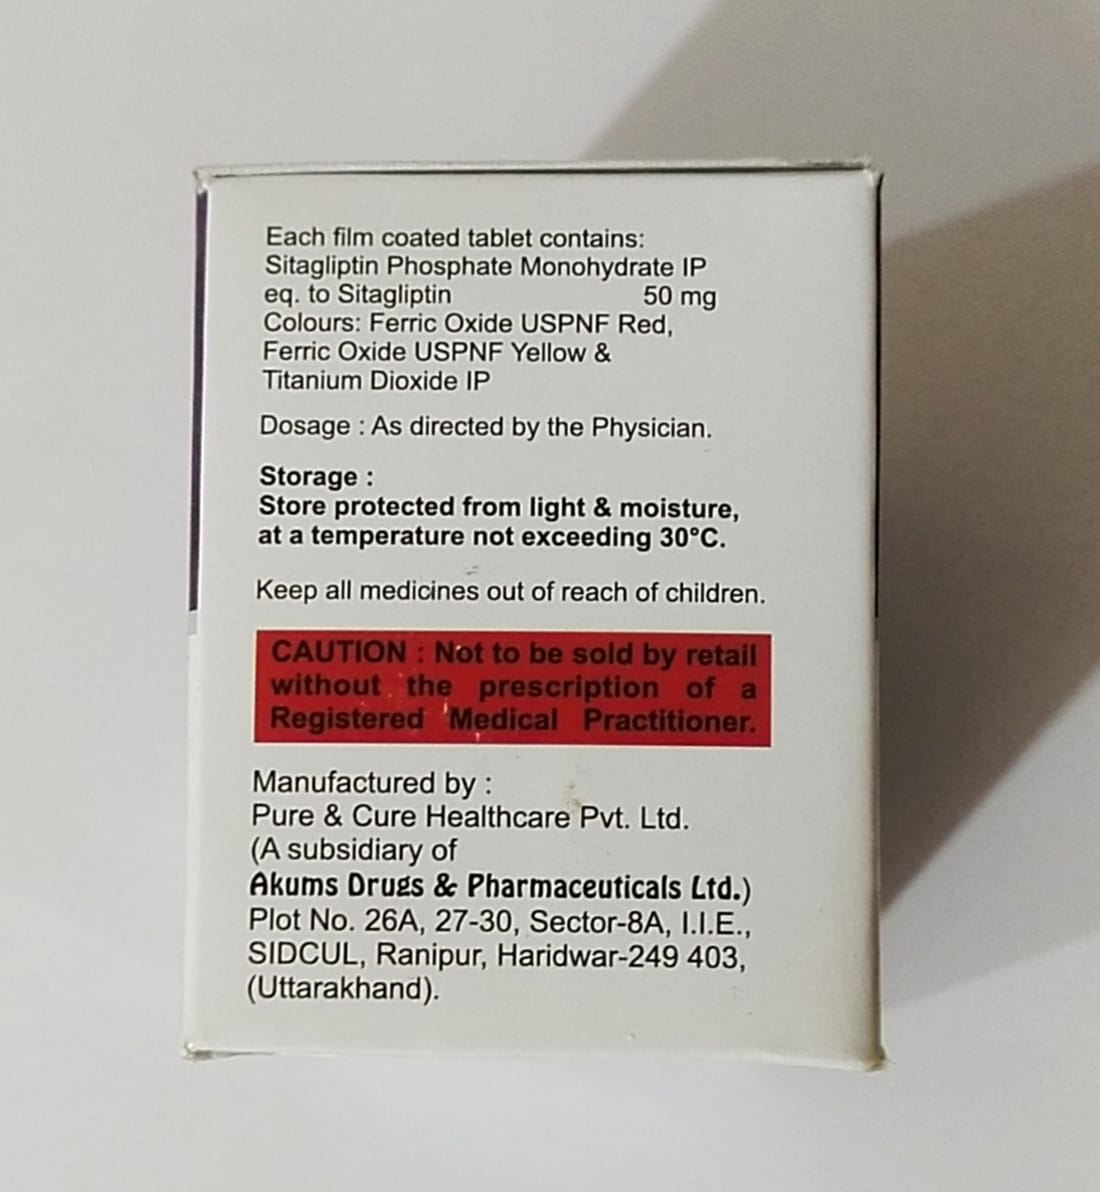 Each film coated tablet contains:
Sitagliptin Phosphate Monohydrate IP
eq. to Sitagliptin 50 mg
Colours: Ferric Oxide USPNF Red,
Ferric Oxide USPNF Yellow &
Titanium Dioxide IP
Dosage : As directed by the Physician.
Storage :
Store protected from light & moisture,
at a temperature not exceeding 30°C.
Keep all medicines out of reach of children.
CAUTION : Not to be sold by retail
without the prescription of a
Registered Medical Practitioner.
Manufactured by :
Pure & Cure Healthcare Pvt. Ltd.
(A subsidiary of
Akums Drugs & Pharmaceuticals Ltd.)
Plot No. 26A, 27-30, Sector-8A, I.I.E.,
SIDCUL, Ranipur, Haridwar-249 403,
(Uttarakhand).